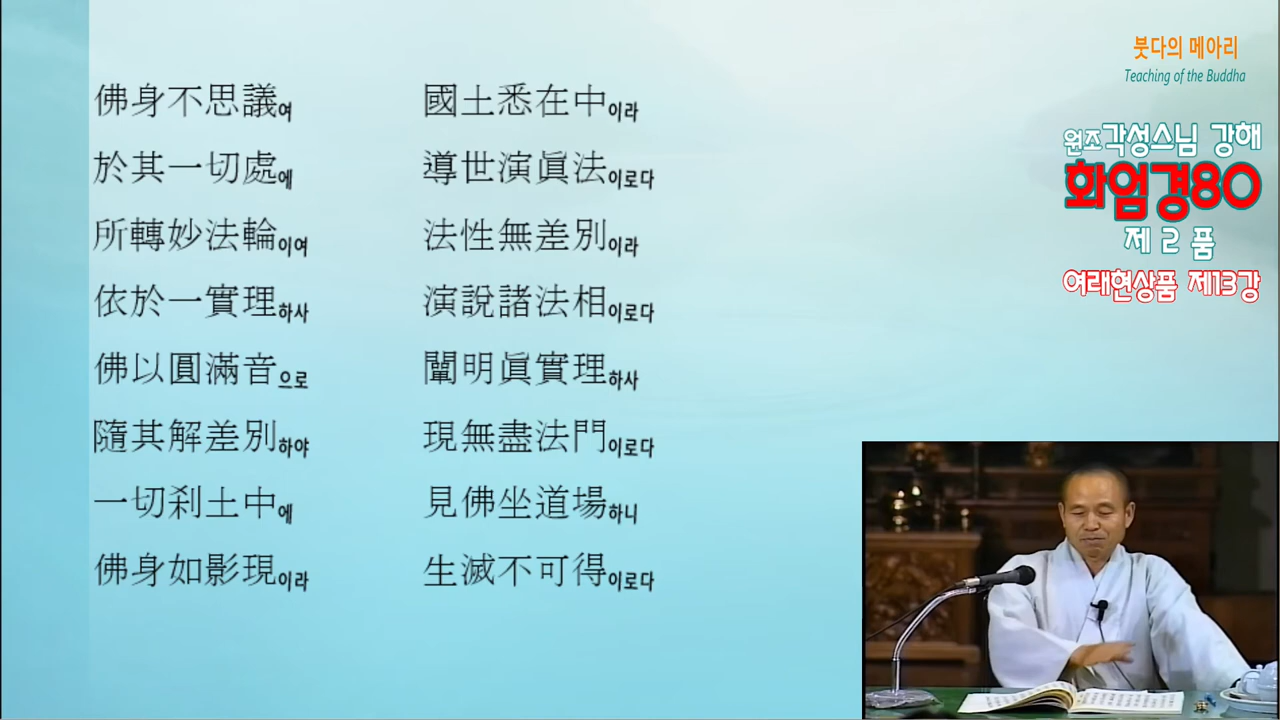 佛身不思議여 國土悉在中이라
於其一切處에 導世演眞法이로다
所轉妙法輪이여 法性無差別이라
依於一實理하사 演說諸法相이로다
佛以圓滿音으로 闡明眞實理하사
隨其解差別하야 現無盡法門이로다
一切刹土中에 見佛坐道場하니
佛身如影現이라 生滅不可得이로다
붓다의 메아리
Teaching of the Buddha
원조각성스님 강해
화엄경80
제2품
여래현상품 제13강